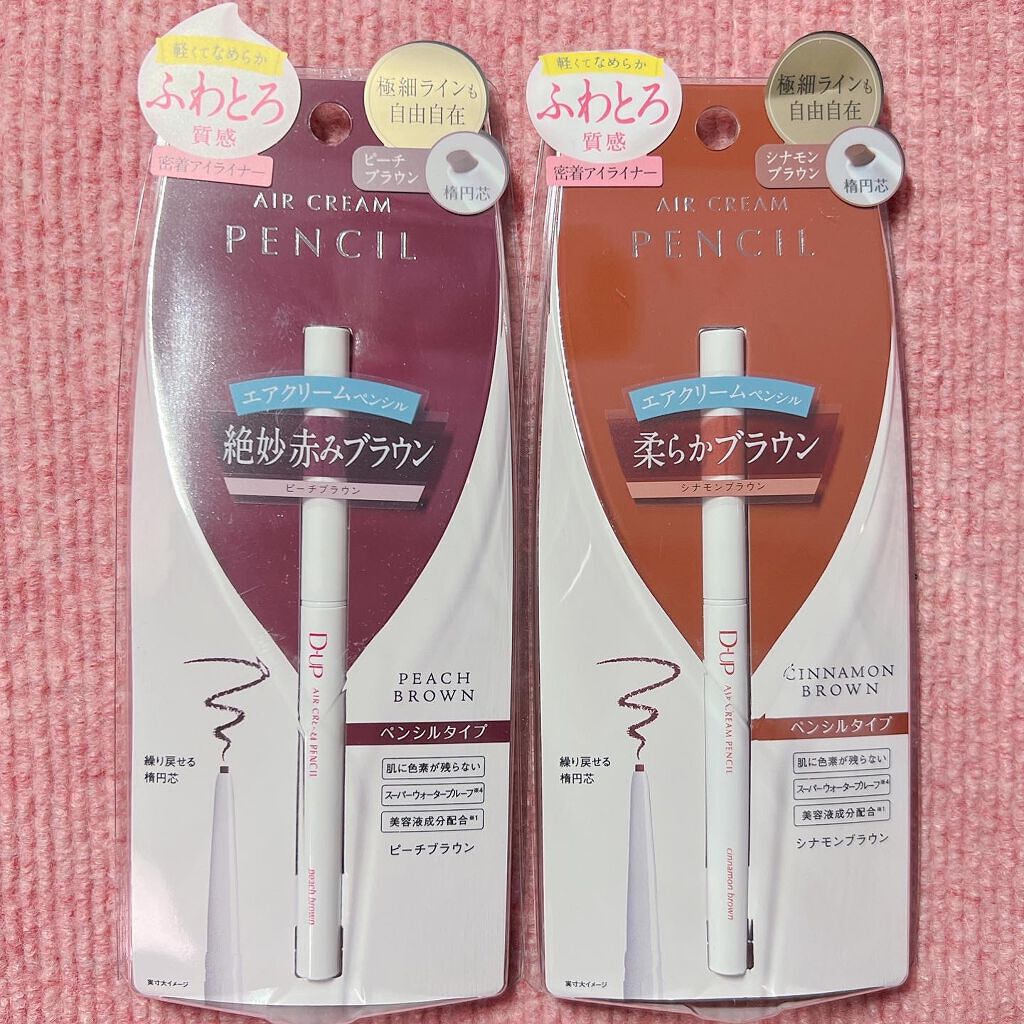 軽くてなめらか
ふわとろ
質感
密着アイライナー
極細ラインも
自由自在
ピーチ
ブラウン
楕円芯
AIR CREAM
PENCIL
エアクリームペンシル
絶妙赤みブラウン
ピーチブラウン
D-UP AIR CREAM PENCIL
peach brown
PEACH
BROWN
ペンシルタイプ
肌に色素が残らない
スーパーウォータープルーフ※4
美容液成分配合※1
ピーチブラウン
繰り戻せる
楕円芯
実寸大イメージ
軽くてなめらか
ふわとろ
質感
密着アイライナー
極細ラインも
自由自在
シナモン
ブラウン
楕円芯
AIR CREAM
PENCIL
エアクリームペンシル
柔らかブラウン
シナモンブラウン
D-UP AIR CREAM PENCIL
cinnamon brown
CINNAMON
BROWN
ペンシルタイプ
肌に色素が残らない
スーパーウォータープルーフ※4
美容液成分配合※1
シナモンブラウン
繰り戻せる
楕円芯
実寸大イメージ